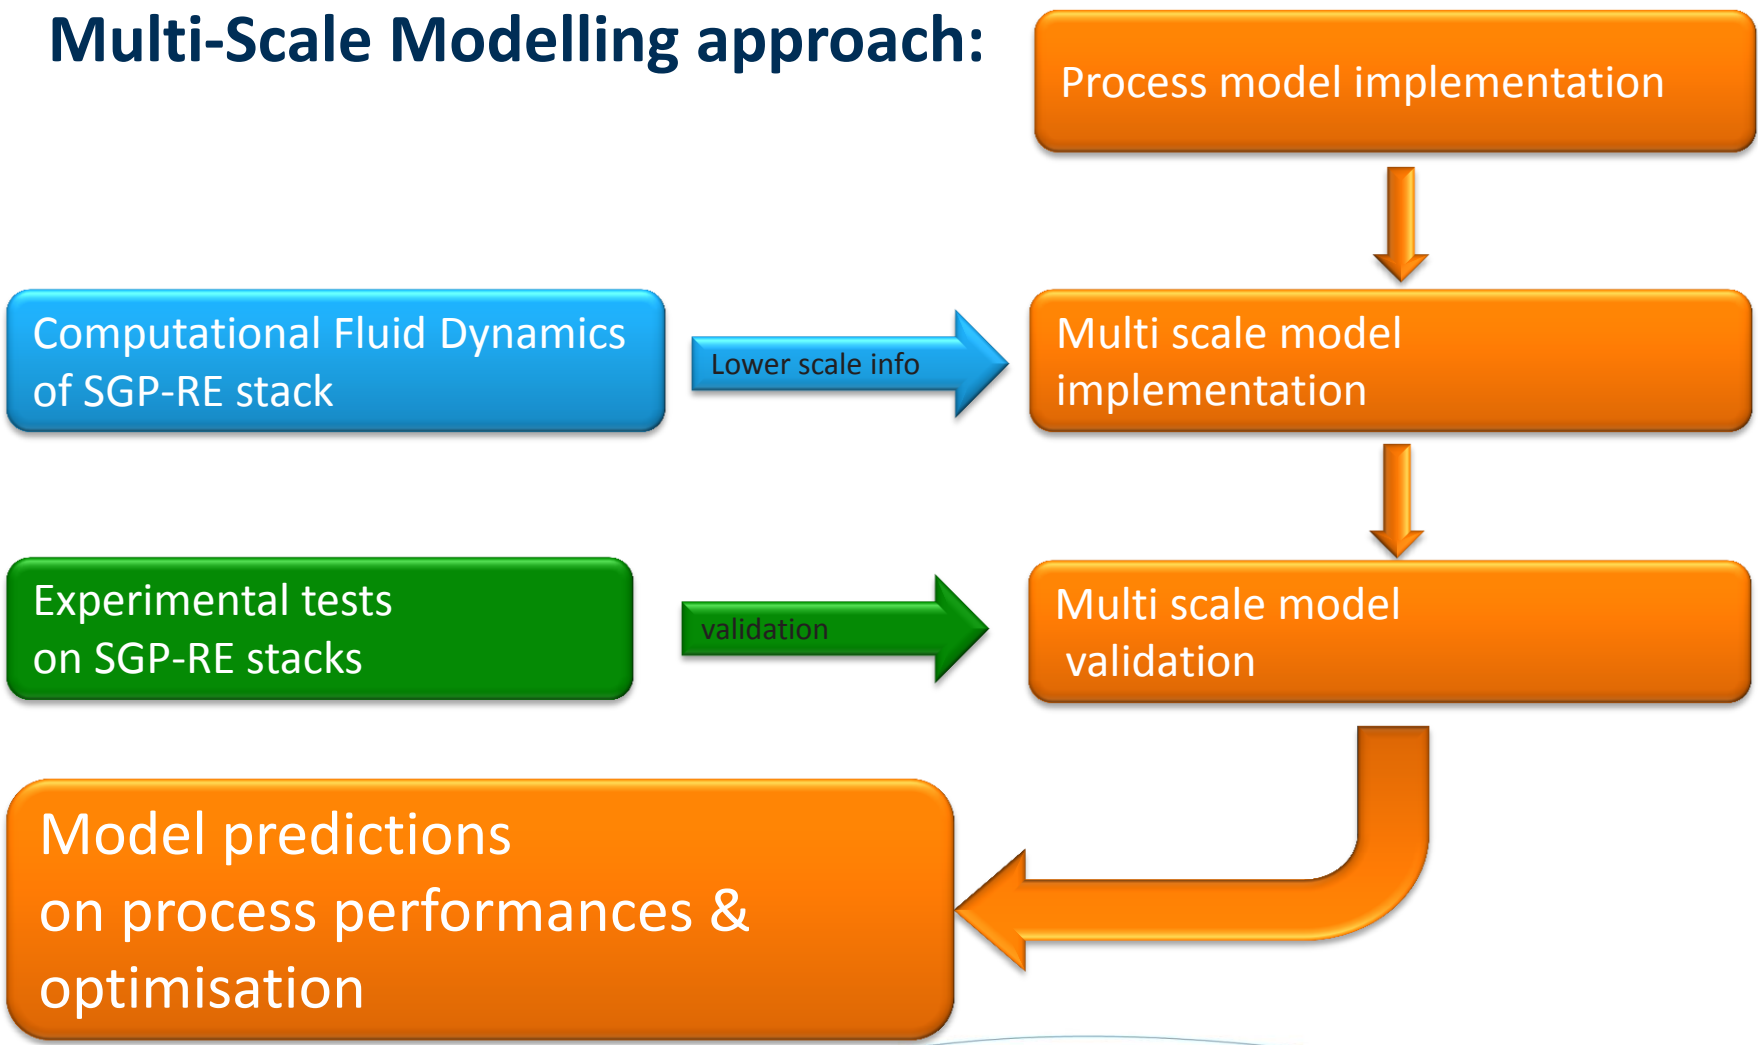 Multi-Scale Modelling approach:
Process model implementation
Computational Fluid Dynamics
of SGP-RE stack
Lower scale info
Multi scale model
implementation
Experimental tests
on SGP-RE stacks
validation
Multi scale model
validation
Model predictions
on process performances &
optimisation